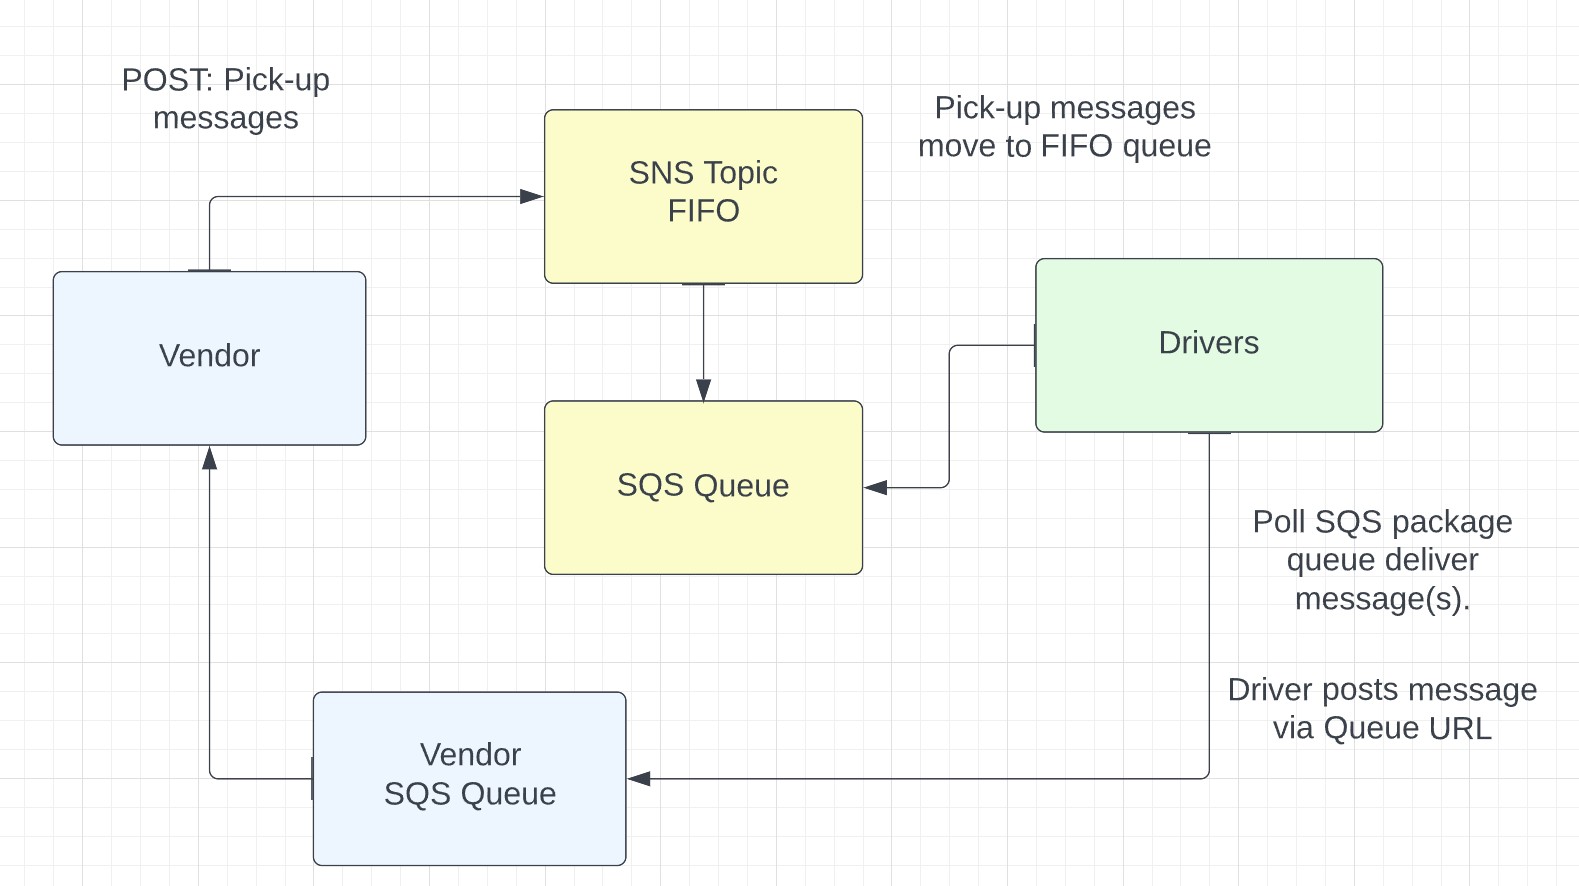 POST: Pick-up
messages
SNS Topic
FIFO
Pick-up messages
move to FIFO queue
Vendor
Drivers
SQS Queue
Poll SQS package
queue deliver
message(s).
Driver posts message
via Queue URL
Vendor
SQS Queue